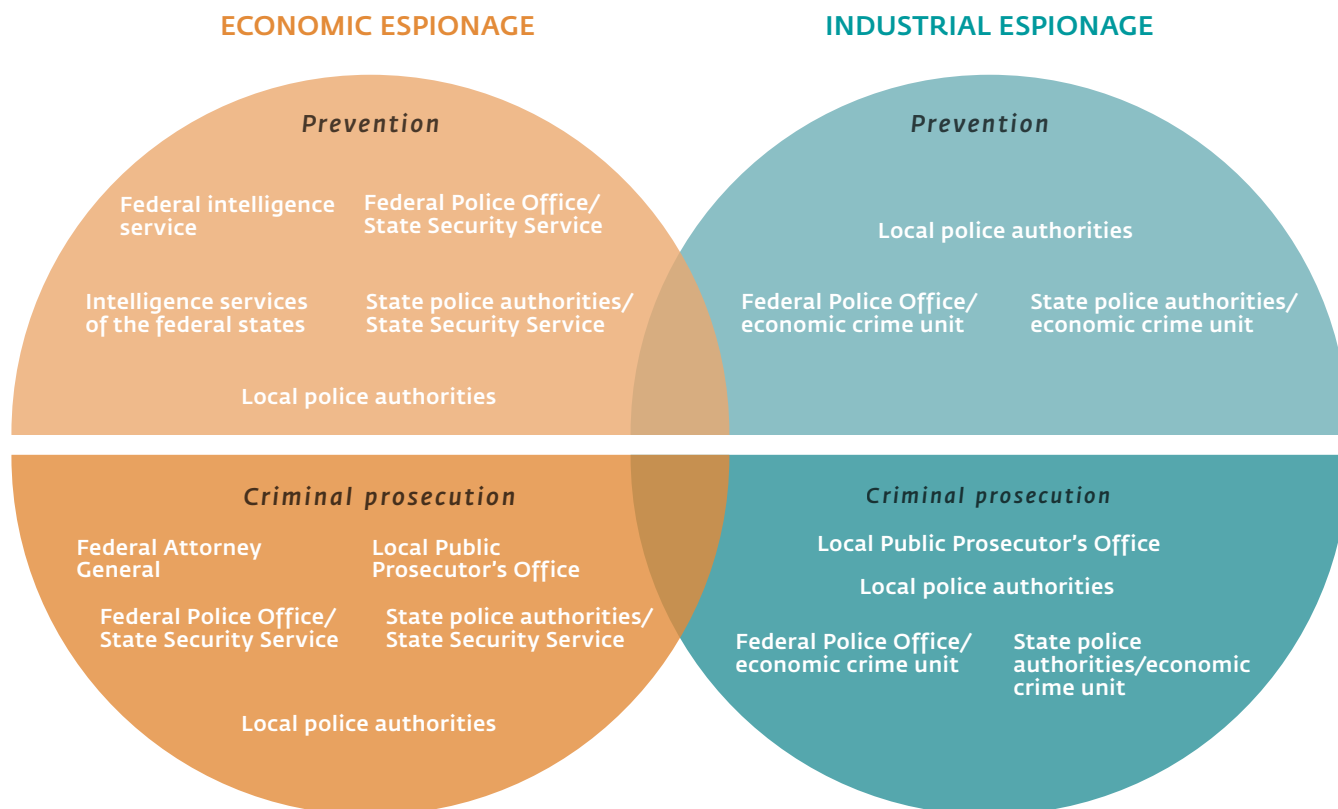 ECONOMIC ESPIONAGE
INDUSTRIAL ESPIONAGE
Prevention
Federal intelligence
service
Federal Police Office/
State Security Service
Intelligence services
of the federal states
State police authorities/
State Security Service
Local police authorities
Prevention
Local police authorities
Federal Police Office/
economic crime unit
State police authorities/
economic crime unit
Criminal prosecution
Federal Attorney
General
Local Public
Prosecutor’s Office
Federal Police Office/
State Security Service
State police authorities/
State Security Service
Local police authorities
Criminal prosecution
Local Public Prosecutor’s Office
Local police authorities
Federal Police Office/
economic crime unit
State police
authorities/economic
crime unit